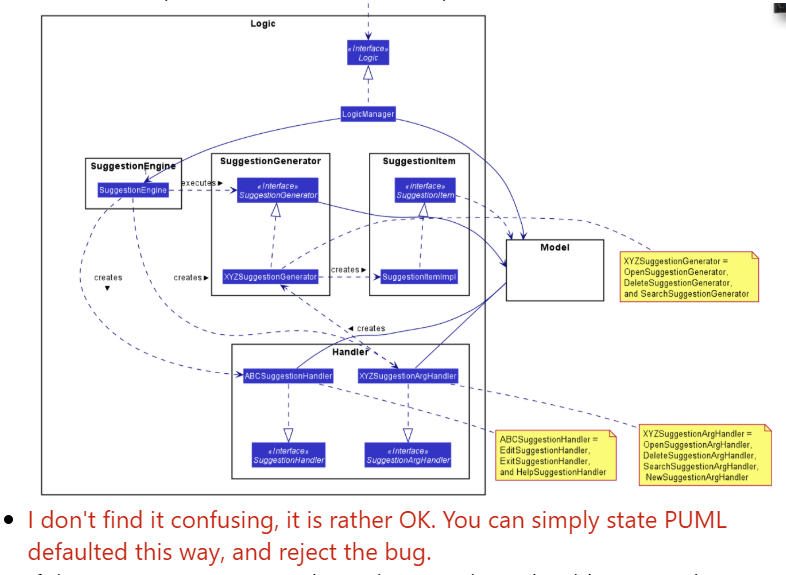 Logic
«Interface»
Logic
LogicManager
SuggestionEngine
SuggestionGenerator
SuggestionItem
SuggestionEngine
executes ►
«Interface»
SuggestionGenerator
«Interface»
SuggestionItem
Model
XYZSuggestionGenerator =
OpenSuggestionGenerator,
DeleteSuggestionGenerator,
and SearchSuggestionGenerator
creates
▼
creates ►
XYZSuggestionGenerator
creates ►
SuggestionItemImpl
◄ creates
Handler
ABCSuggestionHandler
XYZSuggestionArgHandler
«Interface»
SuggestionHandler
«Interface»
SuggestionArgHandler
ABCSuggestionHandler =
EditSuggestionHandler,
ExitSuggestionHandler,
and HelpSuggestionHandler
XYZSuggestionArgHandler =
OpenSuggestionArgHandler,
DeleteSuggestionArgHandler,
SearchSuggestionArgHandler,
NewSuggestionArgHandler
• I don't find it confusing, it is rather OK. You can simply state PUML
defaulted this way, and reject the bug.